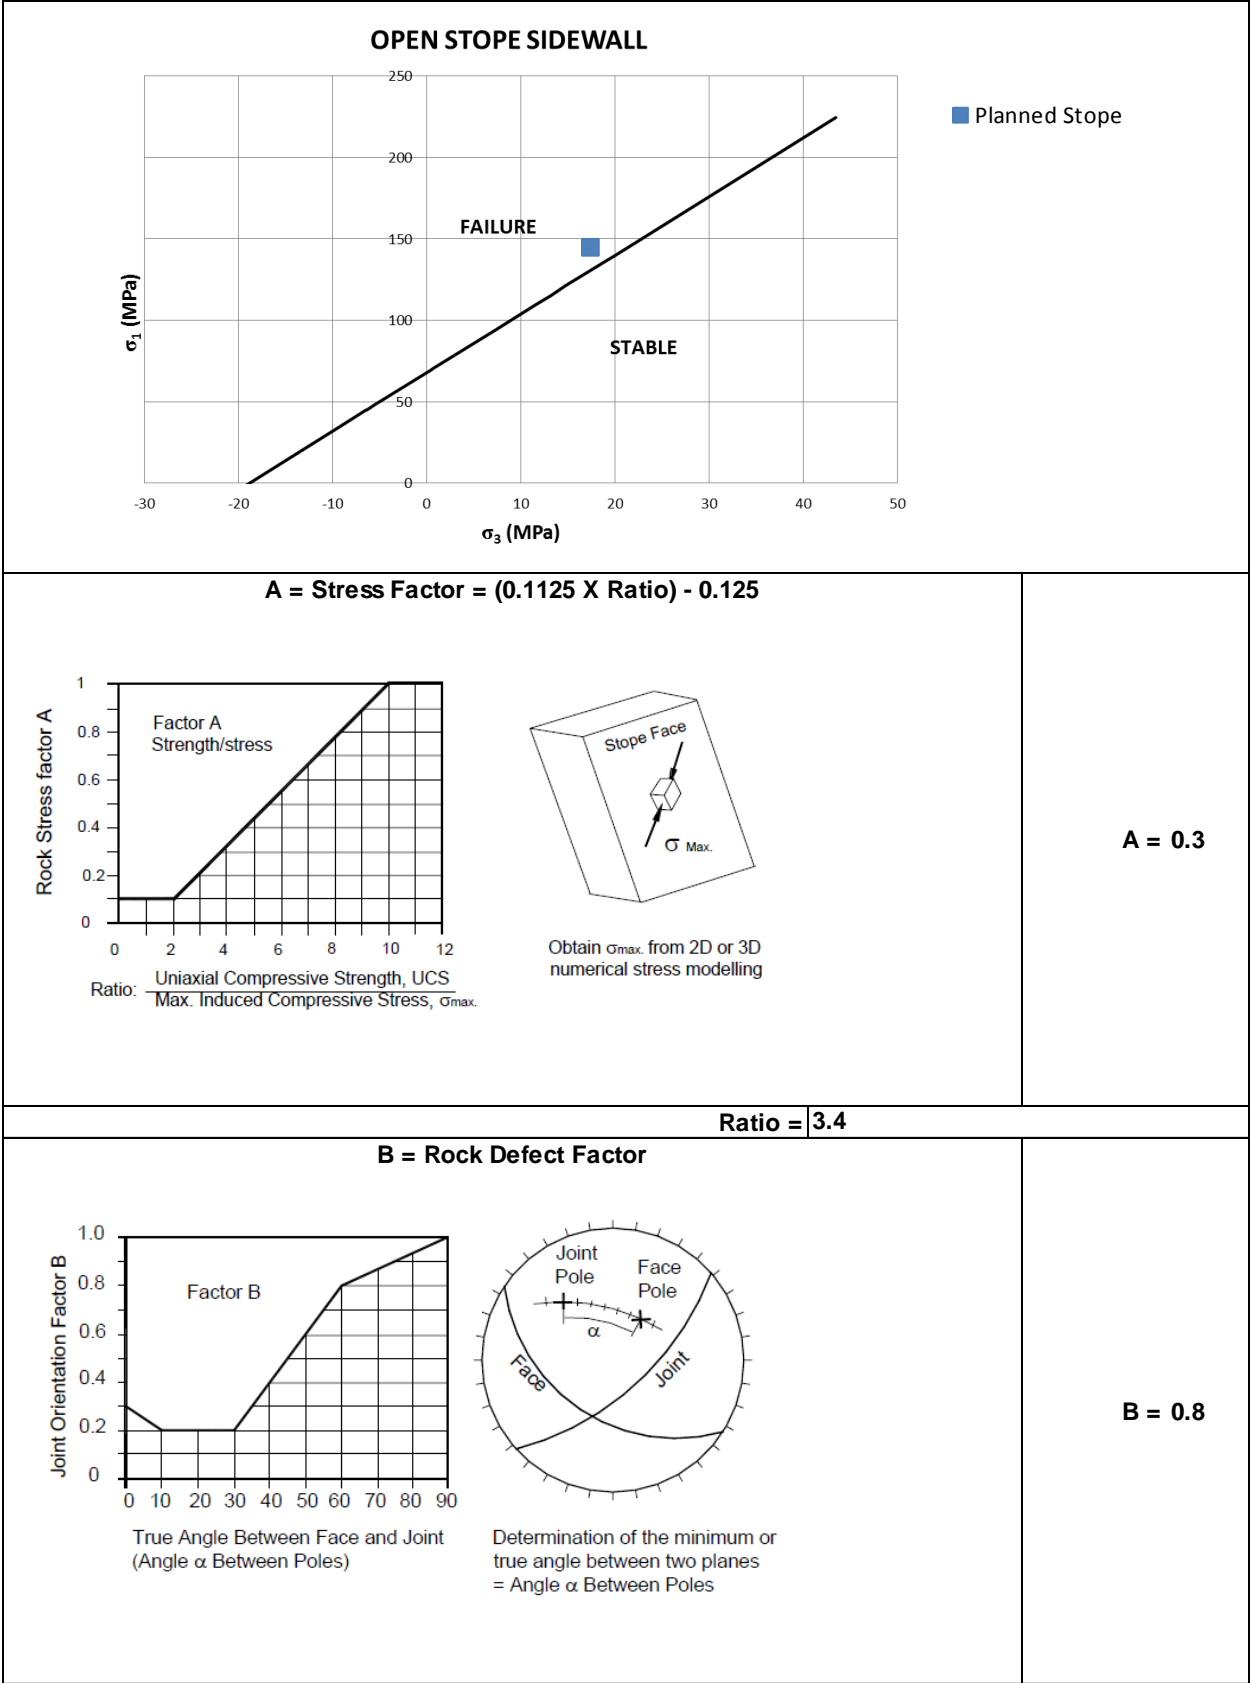 OPEN STOPE SIDEWALL
250
200
150
100
50
0
-30 -20 -10 0 10 20 30 40 50
σ1 (MPa)
σ3 (MPa)
FAILURE
STABLE
Planned Stope
A = Stress Factor = (0.1125 X Ratio) - 0.125
Rock Stress factor A
1
0.8
0.6
0.4
0.2
0
Factor A
Strength/stress
0 2 4 6 8 10 12
Ratio: Uniaxial Compressive Strength, UCS
Max. Induced Compressive Stress, σmax.
Stope Face
σ Max.
Obtain σmax. from 2D or 3D
numerical stress modelling
A = 0.3
Ratio = 3.4
B = Rock Defect Factor
Joint Orientation Factor B
1.0
0.8
0.6
0.4
0.2
0
Factor B
0 10 20 30 40 50 60 70 80 90
True Angle Between Face and Joint
(Angle α Between Poles)
Joint
Pole
Face
Pole
α
Face
Joint
Determination of the minimum or
true angle between two planes
= Angle α Between Poles
B = 0.8